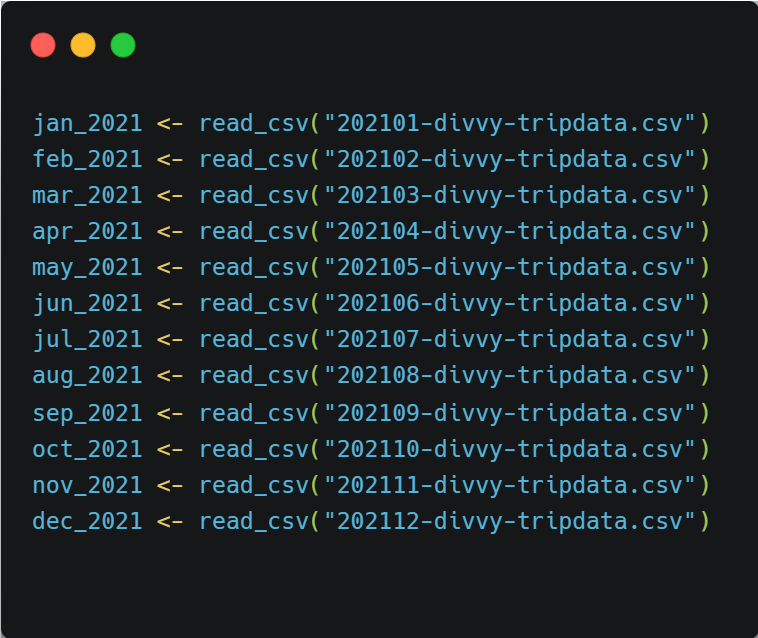 jan_2021 <- read_csv("202101-divvy-tripdata.csv")
feb_2021 <- read_csv("202102-divvy-tripdata.csv")
mar_2021 <- read_csv("202103-divvy-tripdata.csv")
apr_2021 <- read_csv("202104-divvy-tripdata.csv")
may_2021 <- read_csv("202105-divvy-tripdata.csv")
jun_2021 <- read_csv("202106-divvy-tripdata.csv")
jul_2021 <- read_csv("202107-divvy-tripdata.csv")
aug_2021 <- read_csv("202108-divvy-tripdata.csv")
sep_2021 <- read_csv("202109-divvy-tripdata.csv")
oct_2021 <- read_csv("202110-divvy-tripdata.csv")
nov_2021 <- read_csv("202111-divvy-tripdata.csv")
dec_2021 <- read_csv("202112-divvy-tripdata.csv")